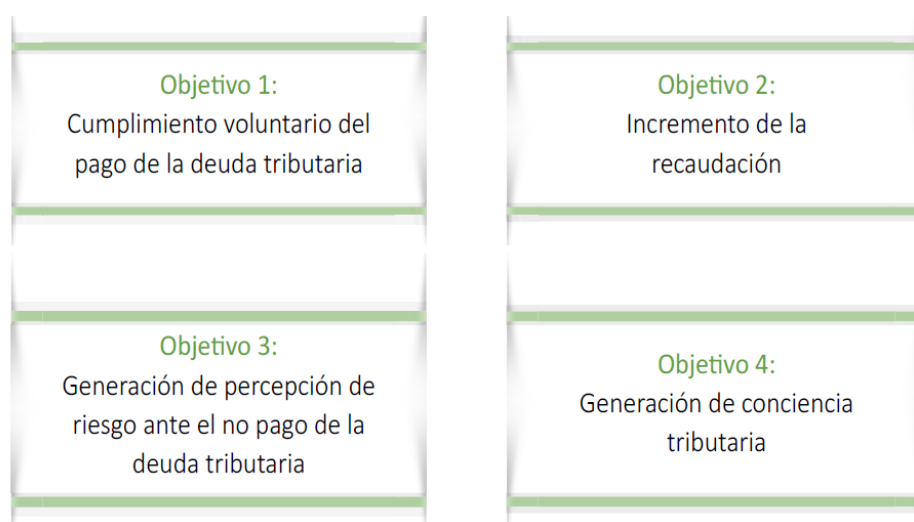 Objetivo 1:
Cumplimiento voluntario del
pago de la deuda tributaria
Objetivo 2:
Incremento de la
recaudación
Objetivo 3:
Generación de percepción de
riesgo ante el no pago de la
deuda tributaria
Objetivo 4:
Generación de conciencia
tributaria